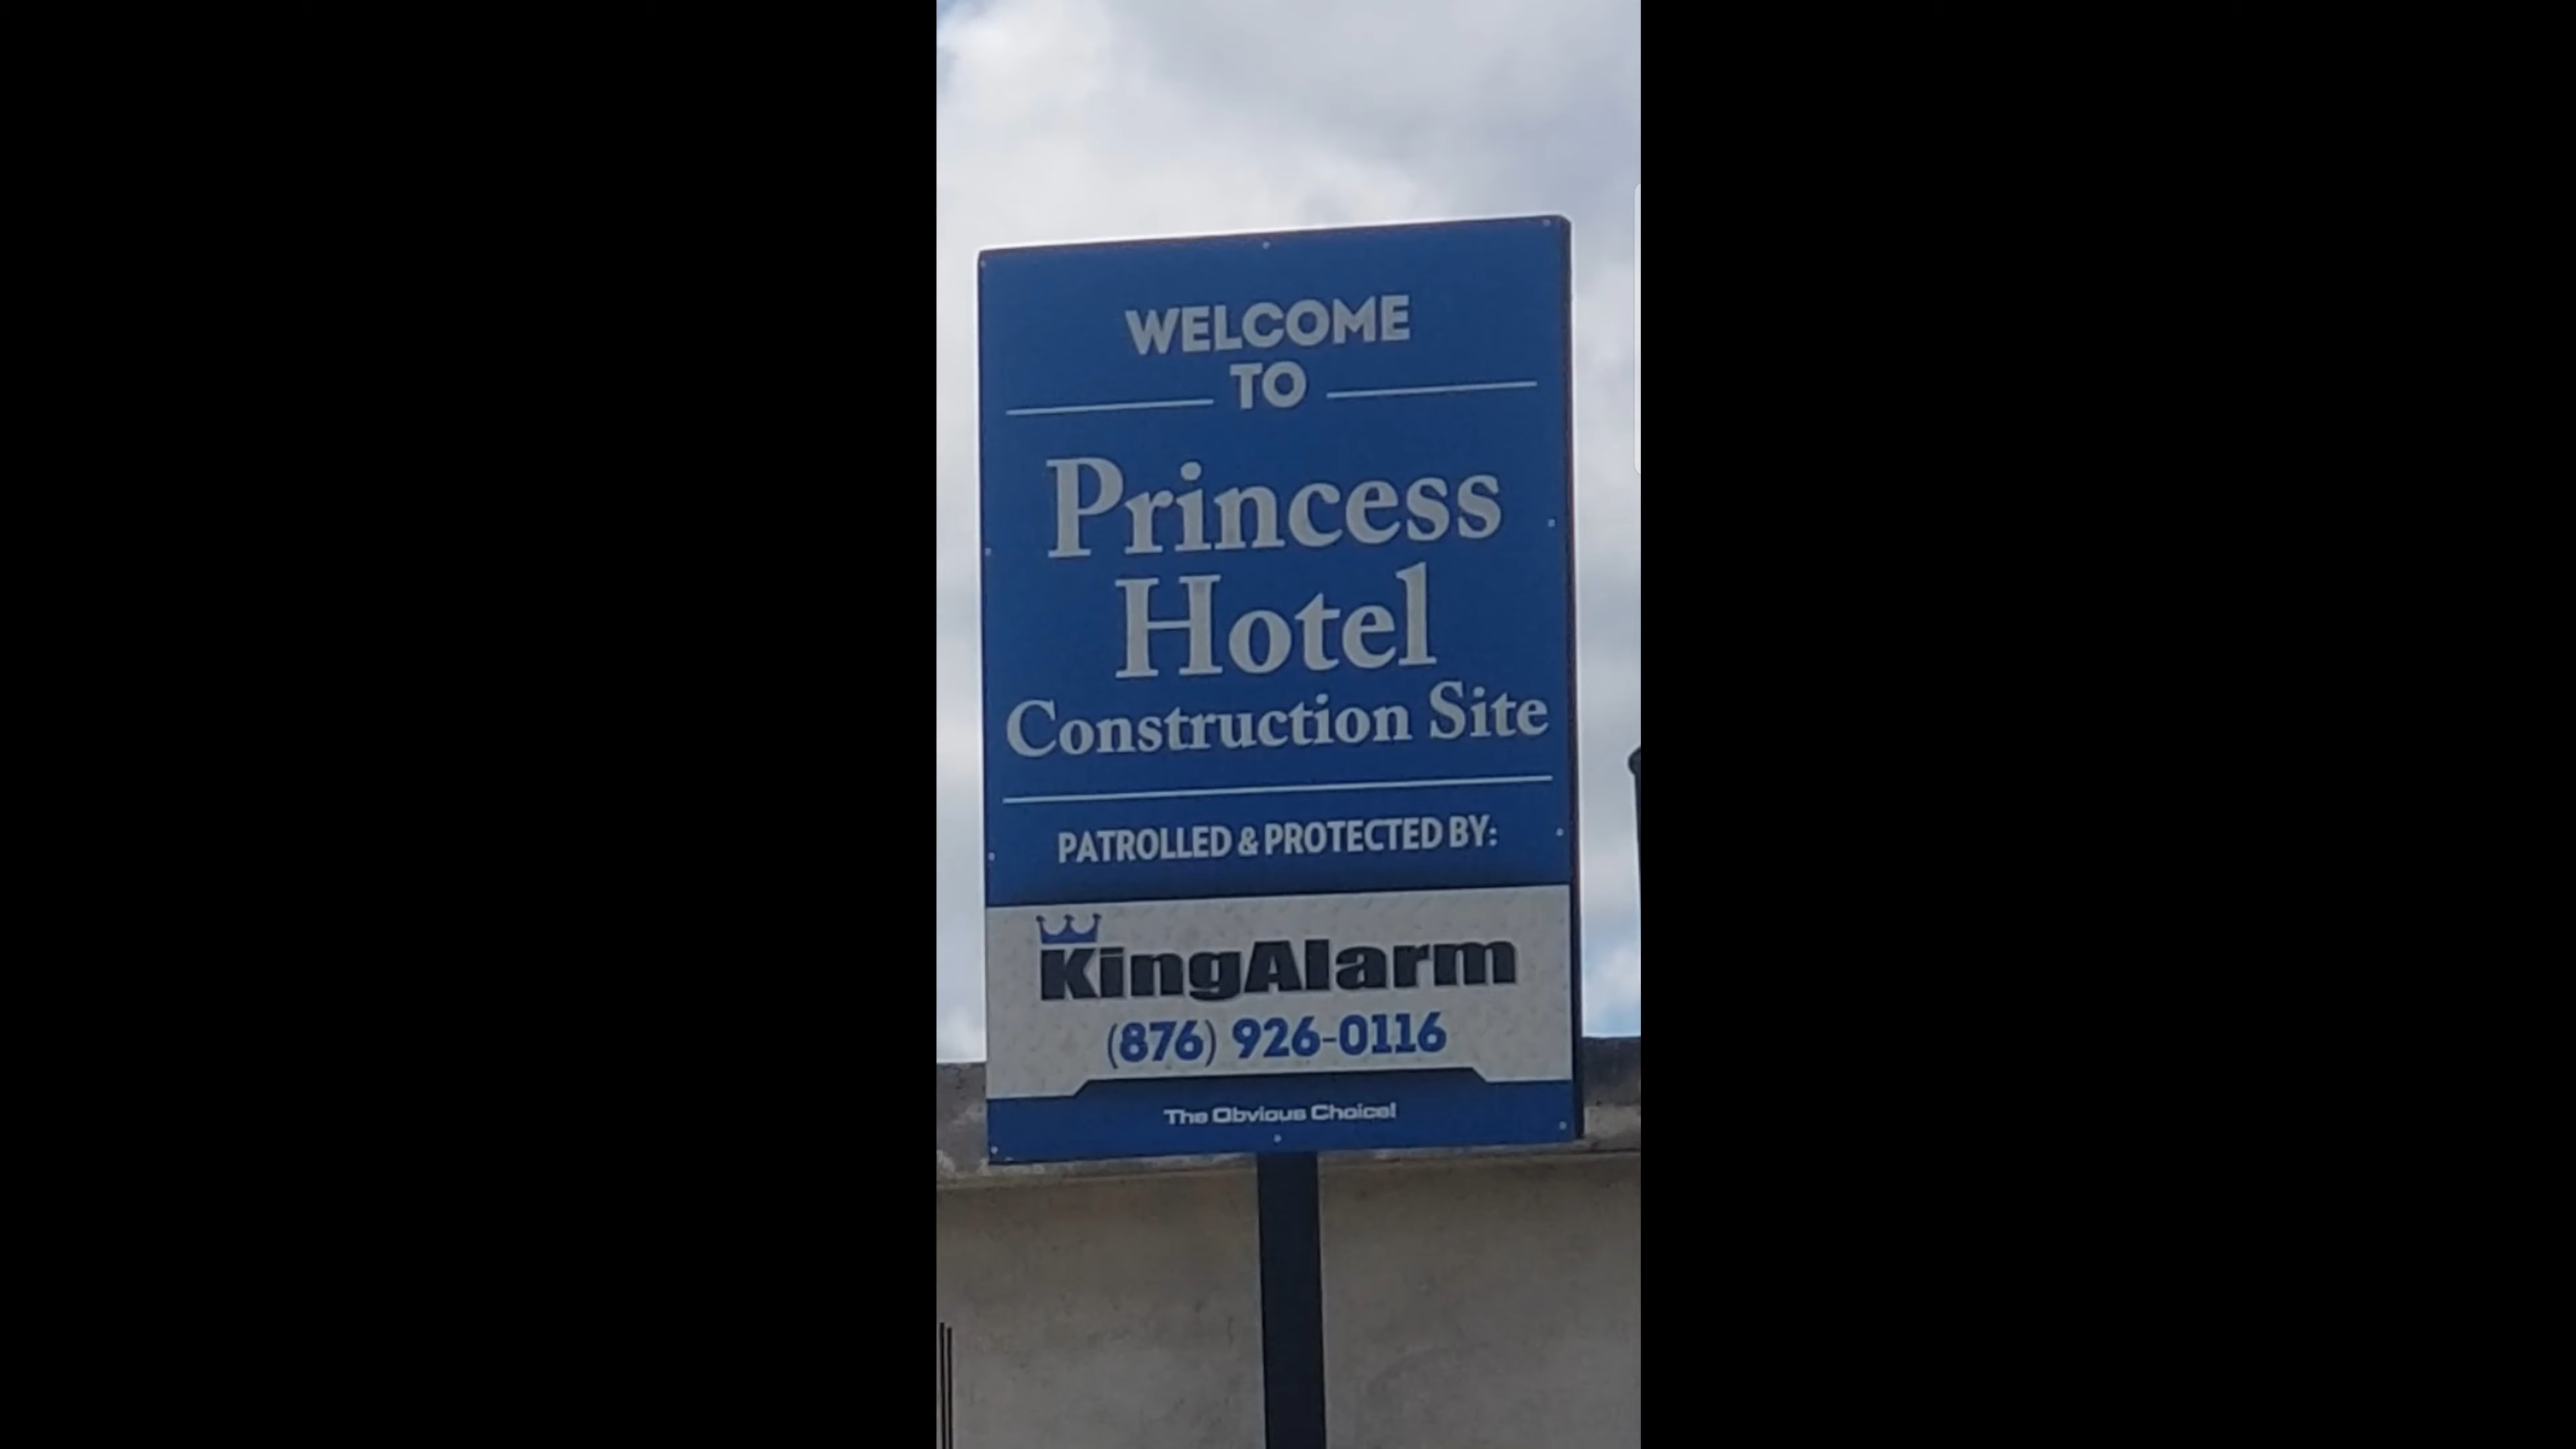 WELCOME
TO
Princess
Hotel
Construction Site
PATROLLED & PROTECTED BY:
KingAlarm
(876) 926-0116
The Obvious Choice!